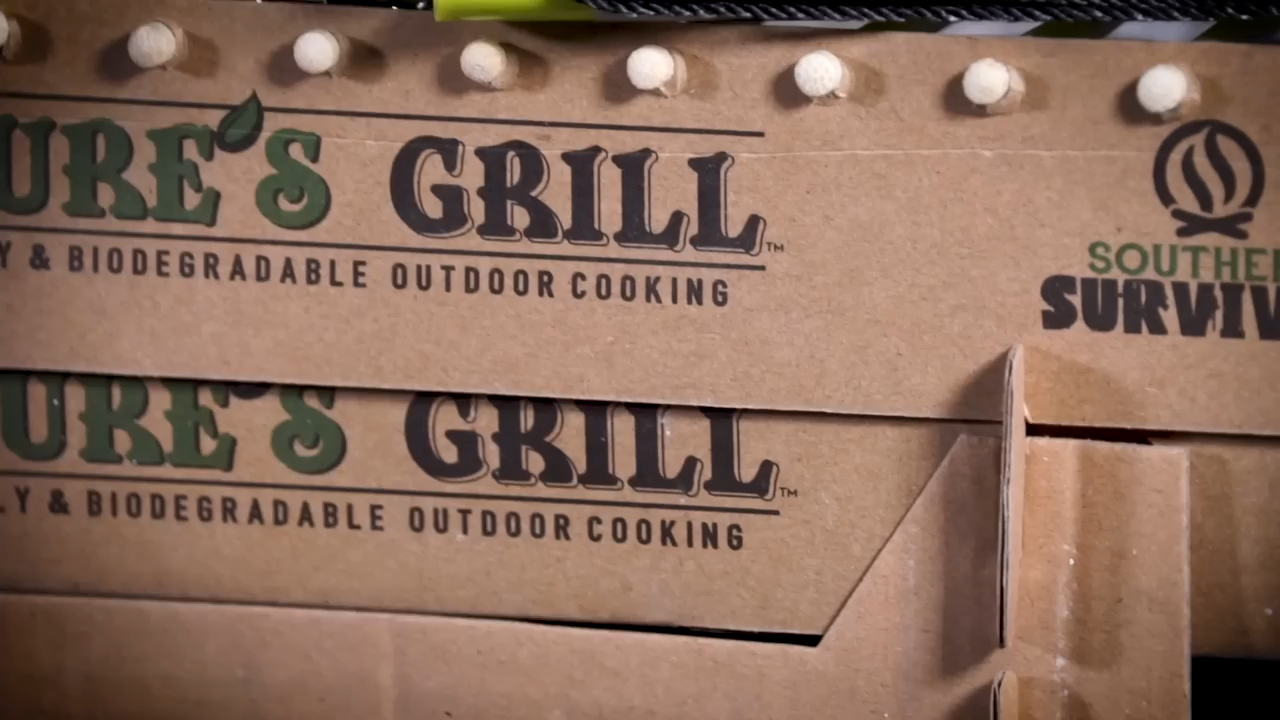 URE'S GRILL™
Y & BIODEGRADABLE OUTDOOR COOKING
SOUTHE
SURVIV
URE'S GRILL™
LY & BIODEGRADABLE OUTDOOR COOKING